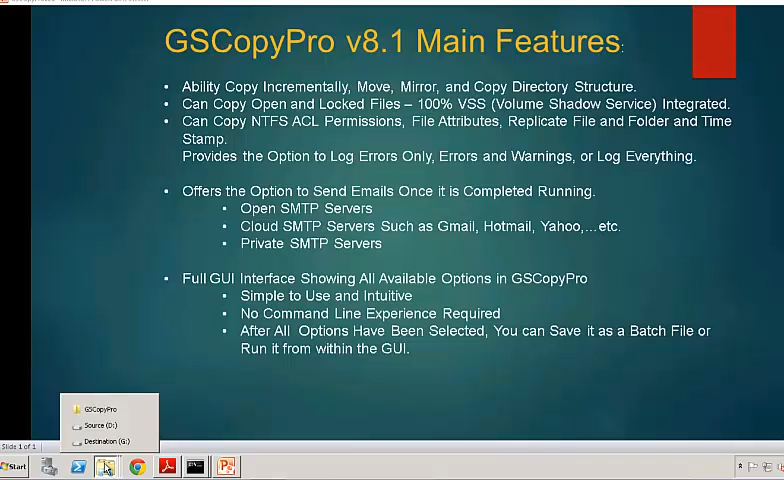 GSCopyPro v8.1 Main Features:
• Ability Copy Incrementally, Move, Mirror, and Copy Directory Structure.
• Can Copy Open and Locked Files – 100% VSS (Volume Shadow Service) Integrated.
• Can Copy NTFS ACL Permissions, File Attributes, Replicate File and Folder and Time
Stamp.
Provides the Option to Log Errors Only, Errors and Warnings, or Log Everything.
• Offers the Option to Send Emails Once it is Completed Running.
• Open SMTP Servers
• Cloud SMTP Servers Such as Gmail, Hotmail, Yahoo,…etc.
• Private SMTP Servers
• Full GUI Interface Showing All Available Options in GSCopyPro
• Simple to Use and Intuitive
• No Command Line Experience Required
• After All Options Have Been Selected, You can Save it as a Batch File or
Run it from within the GUI.
GSCopyPro
Source (D:)
Destination (G:)
Slide 1 of 1
Start